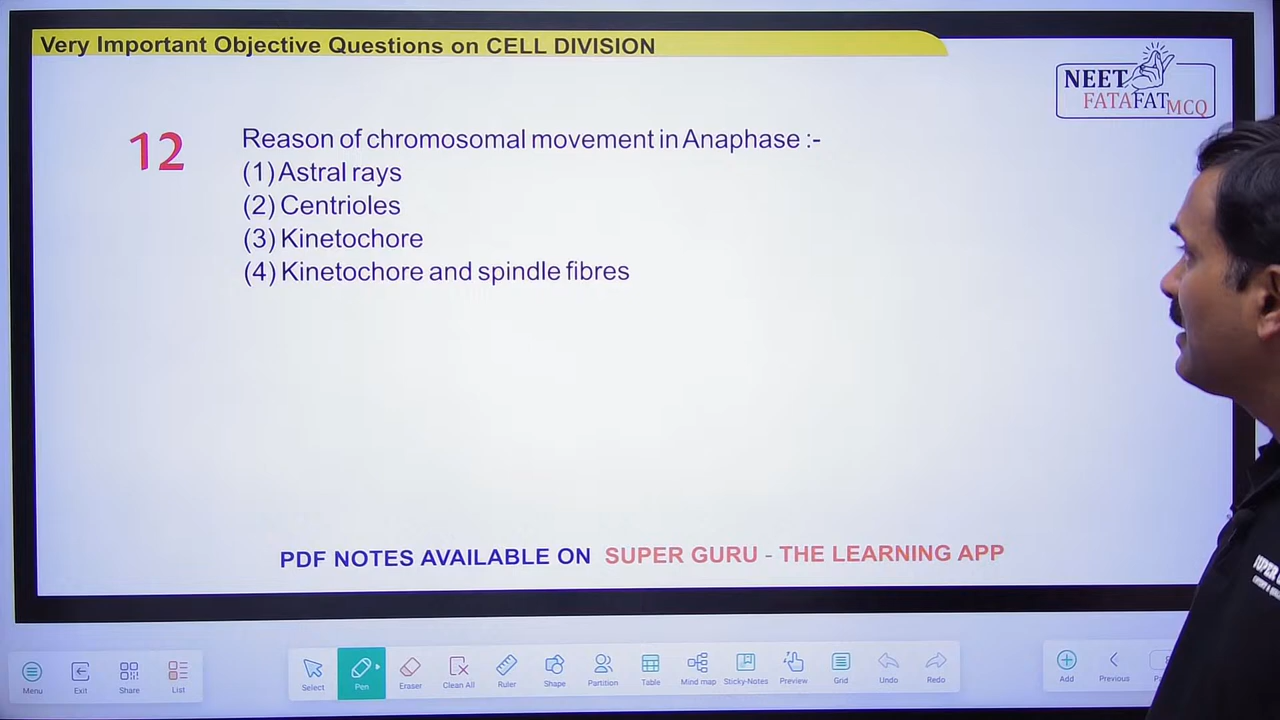 Very Important Objective Questions on CELL DIVISION
NEET
FATAFAT MCQ
12
Reason of chromosomal movement in Anaphase :-
(1) Astral rays
(2) Centrioles
(3) Kinetochore
(4) Kinetochore and spindle fibres
PDF NOTES AVAILABLE ON SUPER GURU - THE LEARNING APP
Menu Exit Share List Select Pen Eraser Clean All Ruler Shape Partition Table Mind map Sticky-Notes Preview Grid Undo Redo Add Previous